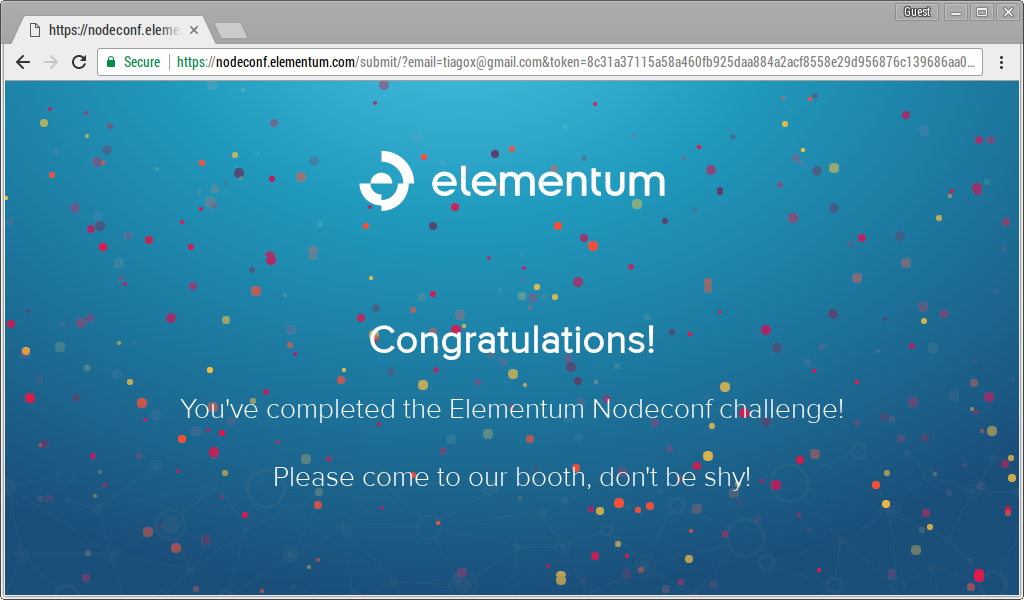 Guest
https://nodeconf.eleme
Secure https://nodeconf.elementum.com/submit/?email=tiagox@gmail.com&token=8c31a37115a58a460fb925daa884a2acf8558e29d956876c139686aa0...
elementum
Congratulations!
You've completed the Elementum Nodeconf challenge!
Please come to our booth, don't be shy!